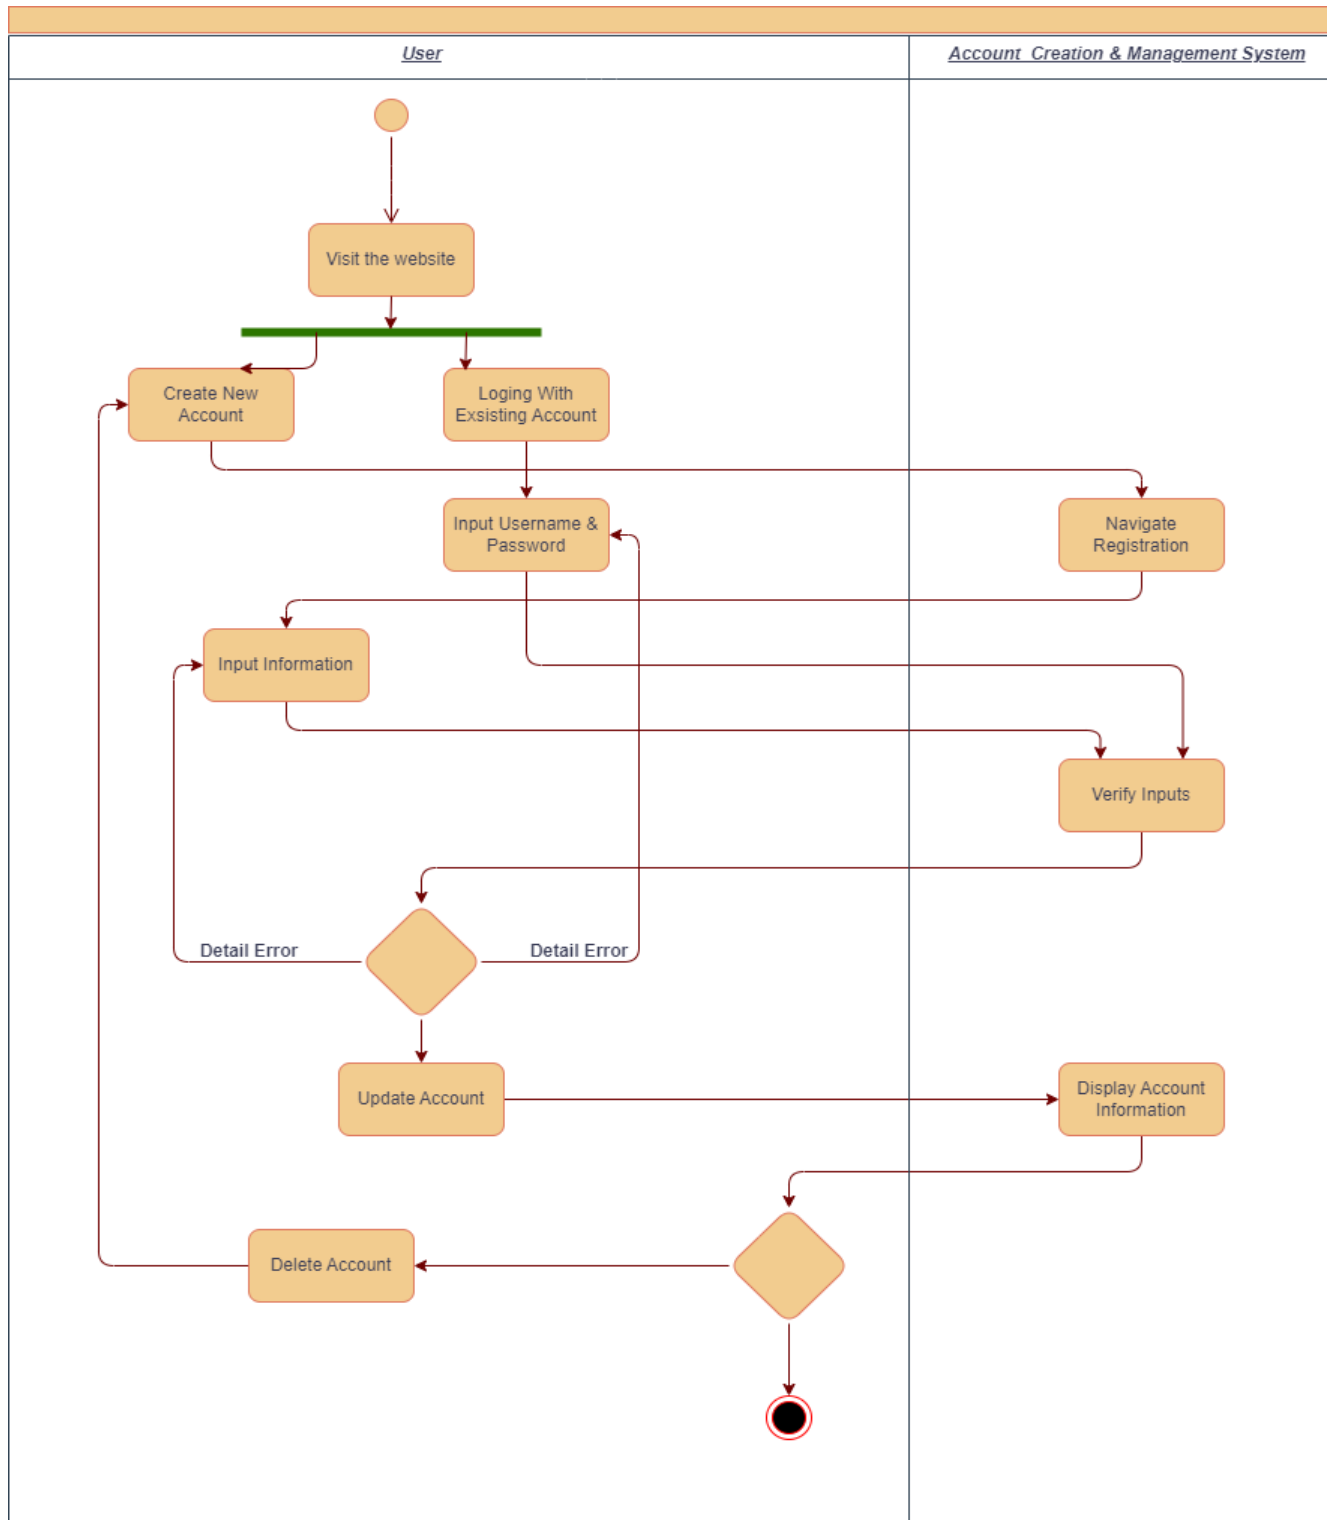 User
Account Creation & Management System
Visit the website
Create New
Account
Loging With
Exsisting Account
Input Username &
Password
Navigate
Registration
Input Information
Verify Inputs
Detail Error
Detail Error
Update Account
Display Account
Information
Delete Account